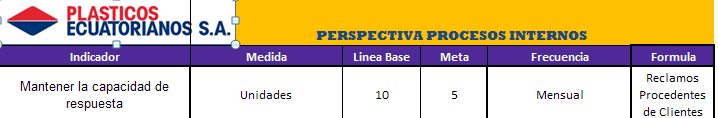 PLASTICOS
ECUATORIANOS S.A.
PERSPECTIVA PROCESOS INTERNOS
Indicador Medida Linea Base Meta Frecuencia Formula
Mantener la capacidad de respuesta Unidades 10 5 Mensual Reclamos Procedentes de Clientes